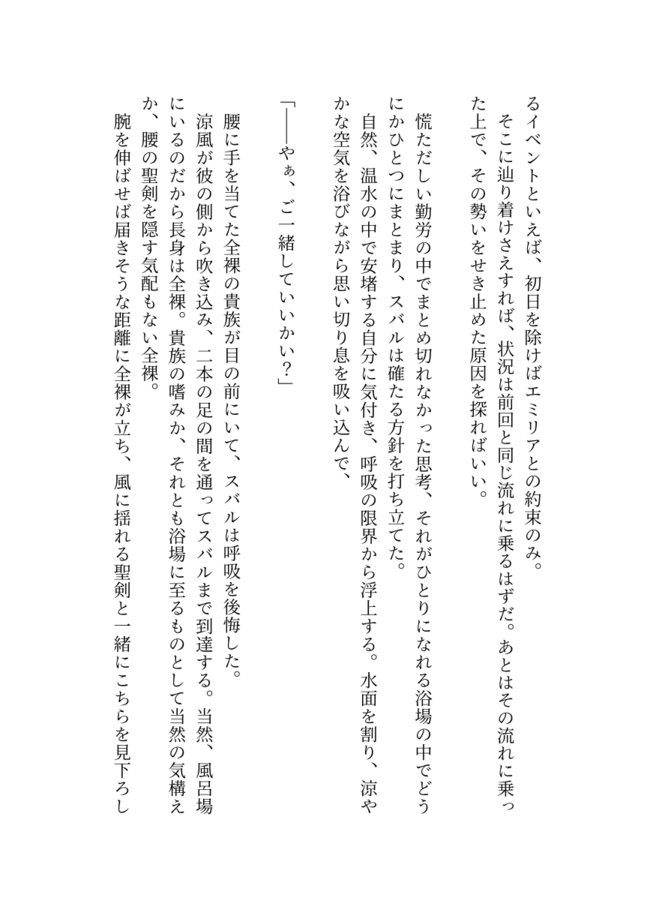 るイベントといえば、初日を除けばエミリアとの約束のみ。
そこに辿り着けさえすれば、状況は前回と同じ流れに乗るはずだ。あとはその流れに乗っ
た上で、その勢いをせき止めた原因を探ればいい。
慌ただしい勤労の中でまとめ切れなかった思考、それがひとりになれる浴場の中でどう
にかひとつにまとまり、スバルは確たる方針を打ち立てた。
自然、温水の中で安堵する自分に気付き、呼吸の限界から浮上する。水面を割り、涼や
かな空気を浴びながら思い切り息を吸い込んで、
「――やぁ、ご一緒していいかい?」
腰に手を当てた全裸の貴族が目の前にいて、スバルは呼吸を後悔した。
涼風が彼の側から吹き込み、二本の足の間を通ってスバルまで到達する。当然、風呂場
にいるのだから長身は全裸。貴族の嗜みか、それとも浴場に至るものとして当然の気構え
か、腰の聖剣を隠す気配もない全裸。
腕を伸ばせば届きそうな距離に全裸が立ち、風に揺れる聖剣と一緒にこちらを見下ろし